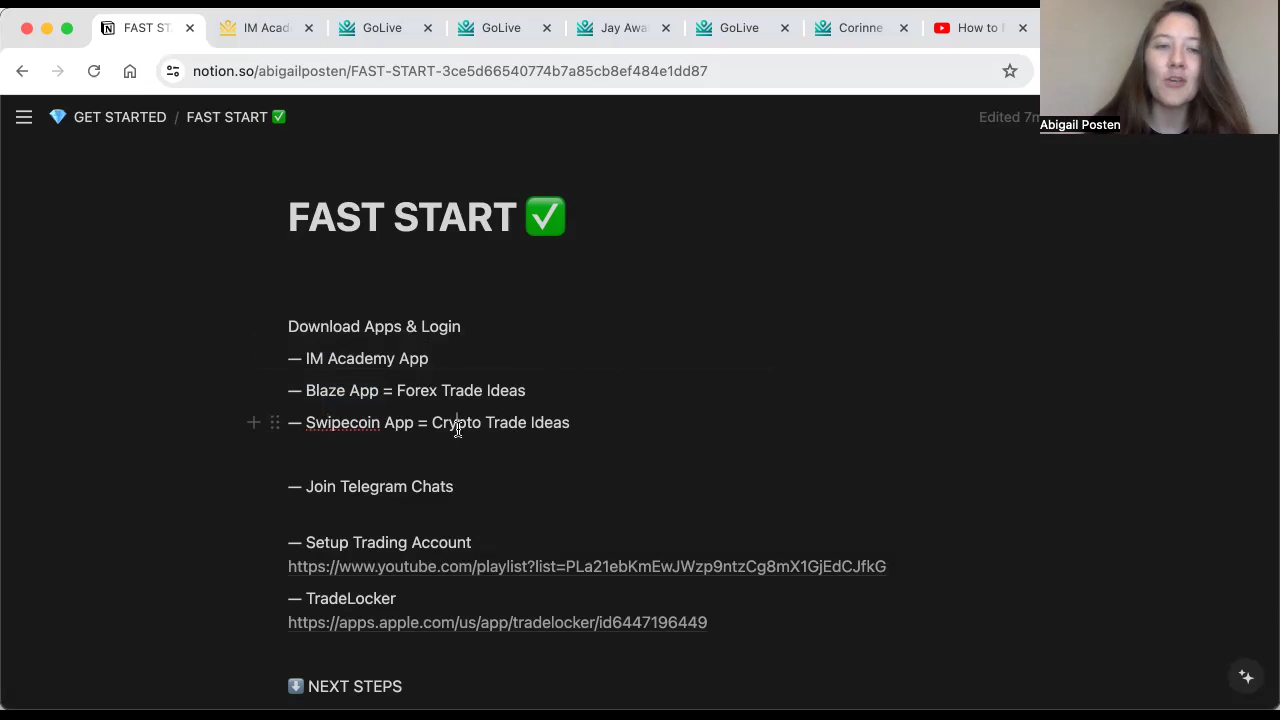 FAST ST
IM Acad
GoLive
GoLive
Jay Awa
GoLive
Corinne
How to
notion.so/abigailposten/FAST-START-3ce5d66540774b7a85cb8ef484e1dd87
GET STARTED / FAST START ✅
Edited 7m
Abigail Posten
FAST START ✅
Download Apps & Login
— IM Academy App
— Blaze App = Forex Trade Ideas
— Swipecoin App = Crypto Trade Ideas
— Join Telegram Chats
— Setup Trading Account
https://www.youtube.com/playlist?list=PLa21ebKmEwJWzp9ntzCg8mX1GjEdCJfkG
— TradeLocker
https://apps.apple.com/us/app/tradelocker/id6447196449
⬇️ NEXT STEPS